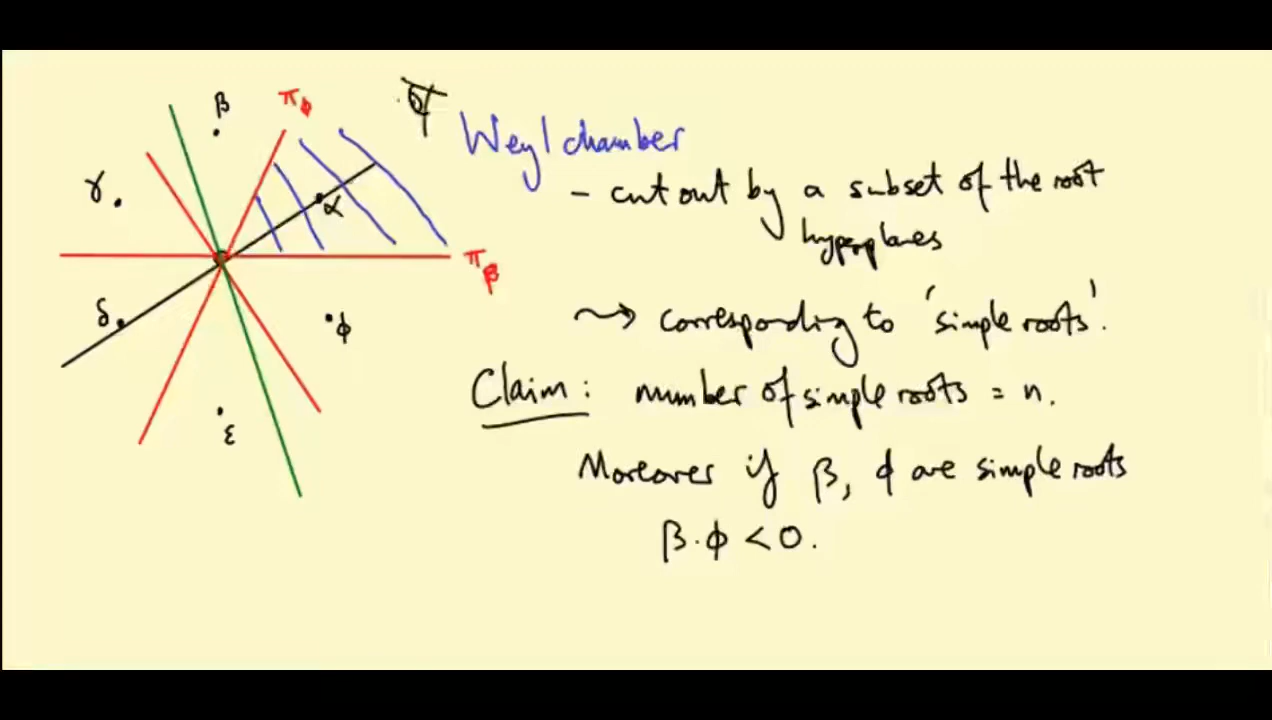 β
π_ϕ
Weyl chamber
γ
α
- cut out by a subset of the root
hyperplanes
π_β
δ
ϕ
⇝ corresponding to 'simple roots'.
ε
Claim: number of simple roots = n.
Moreover if β, ϕ are simple roots
β·ϕ < 0.